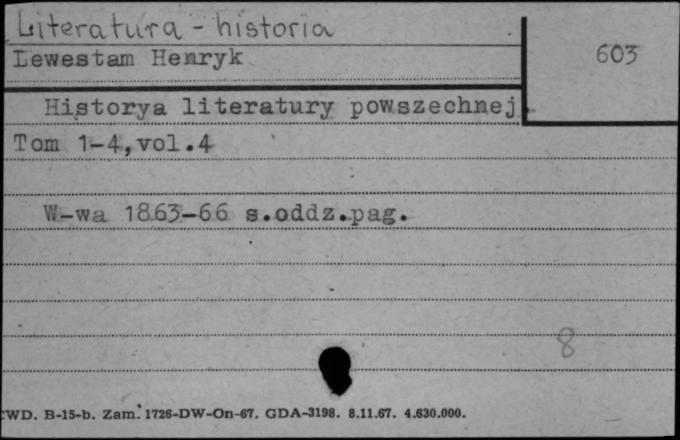 Literatura - historia
Lewestam Henryk
603
Historya literatury powszechnej.
Tom 1-4,vol.4
W-wa 1863-66 s.oddz.pag.
8
CWD. B-15-b. Zam. 1726-DW-On-67. GDA-3198. 8.11.67. 4.630.000.